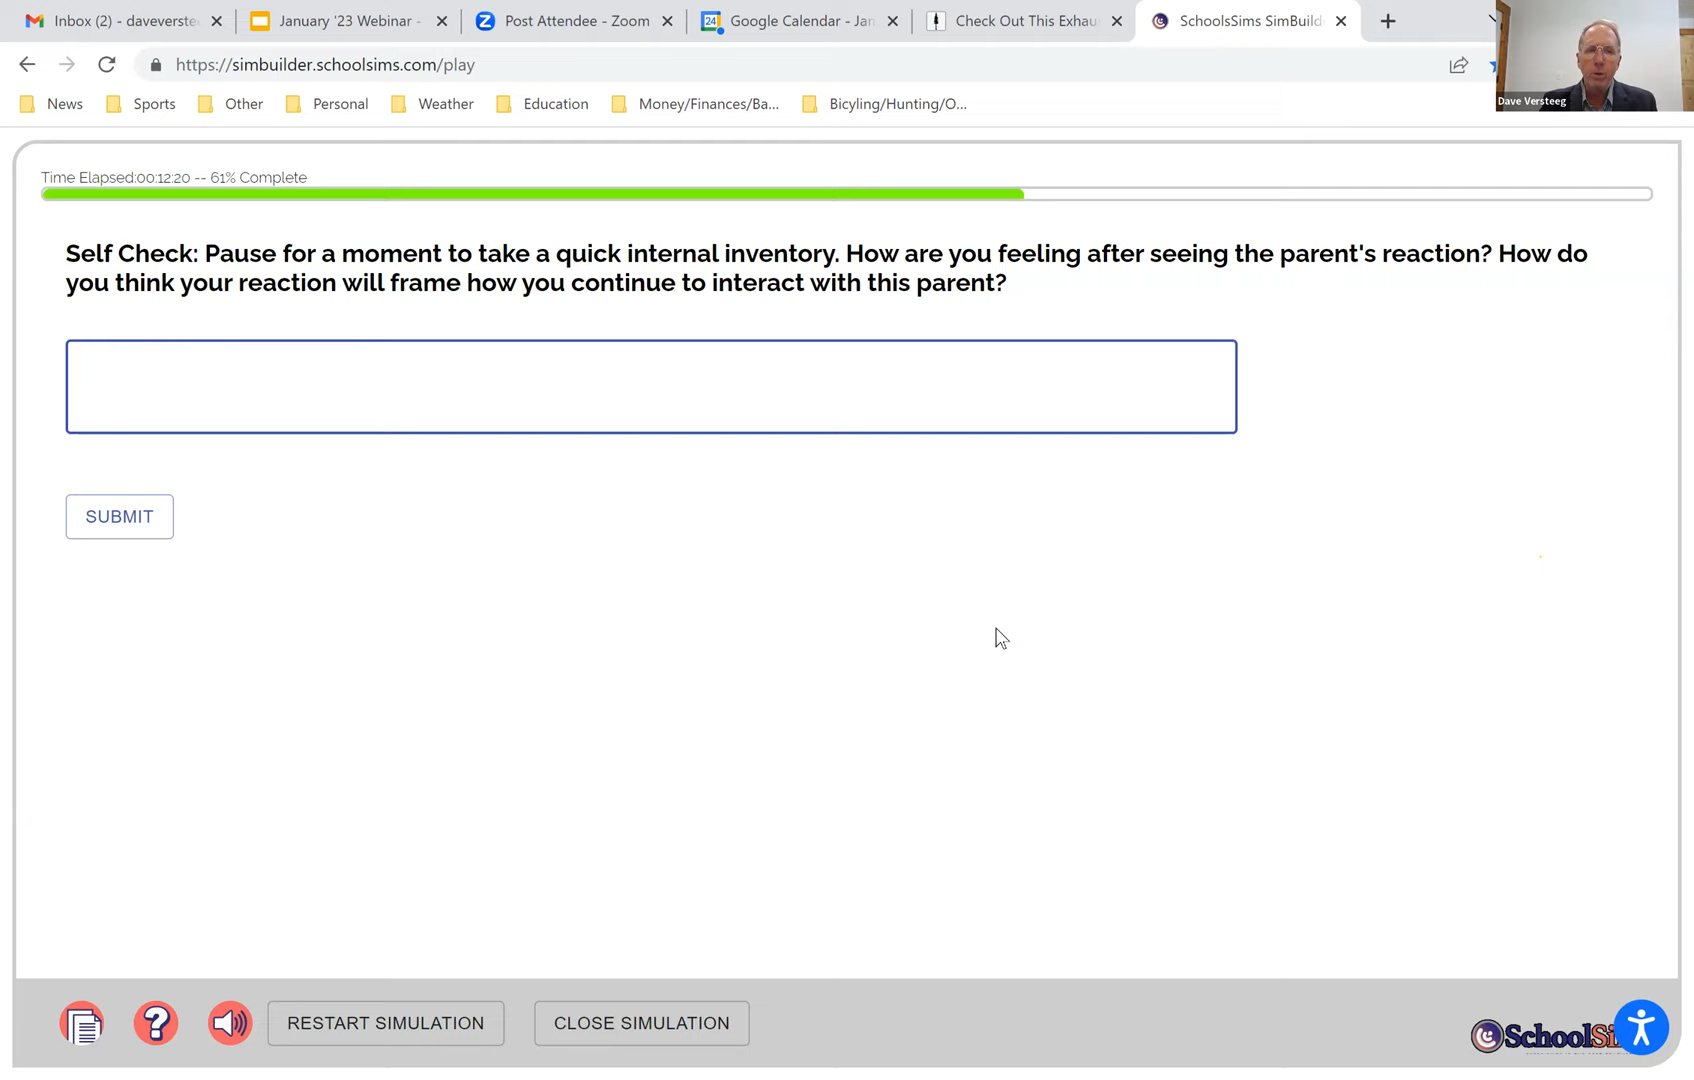 Inbox (2) - daveverstee
January '23 Webinar -
Post Attendee - Zoom
24
Google Calendar - Jan
Check Out This Exhau
SchoolsSims SimBuild
https://simbuilder.schoolsims.com/play
News
Sports
Other
Personal
Weather
Education
Money/Finances/Ba...
Bicyling/Hunting/O...
Dave Versteeg
Time Elapsed:00:12:20 -- 61% Complete
Self Check: Pause for a moment to take a quick internal inventory. How are you feeling after seeing the parent's reaction? How do
you think your reaction will frame how you continue to interact with this parent?
SUBMIT
?
RESTART SIMULATION
CLOSE SIMULATION
SchoolSi